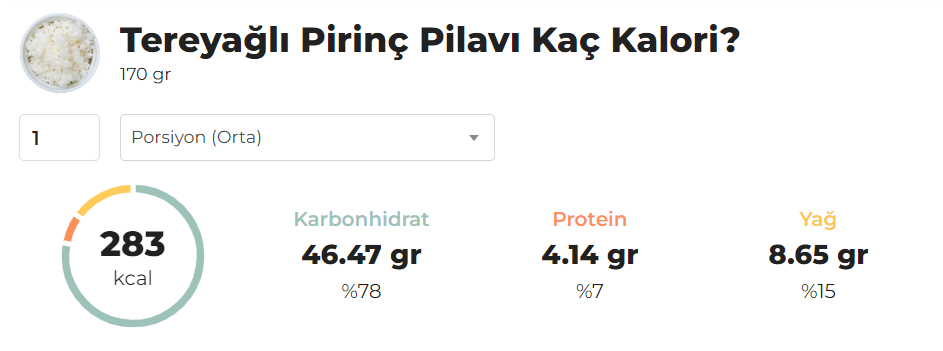 Tereyağlı Pirinç Pilavı Kaç Kalori?
170 gr
1
Porsiyon (Orta)
283
kcal
Karbonhidrat
46.47 gr
%78
Protein
4.14 gr
%7
Yağ
8.65 gr
%15